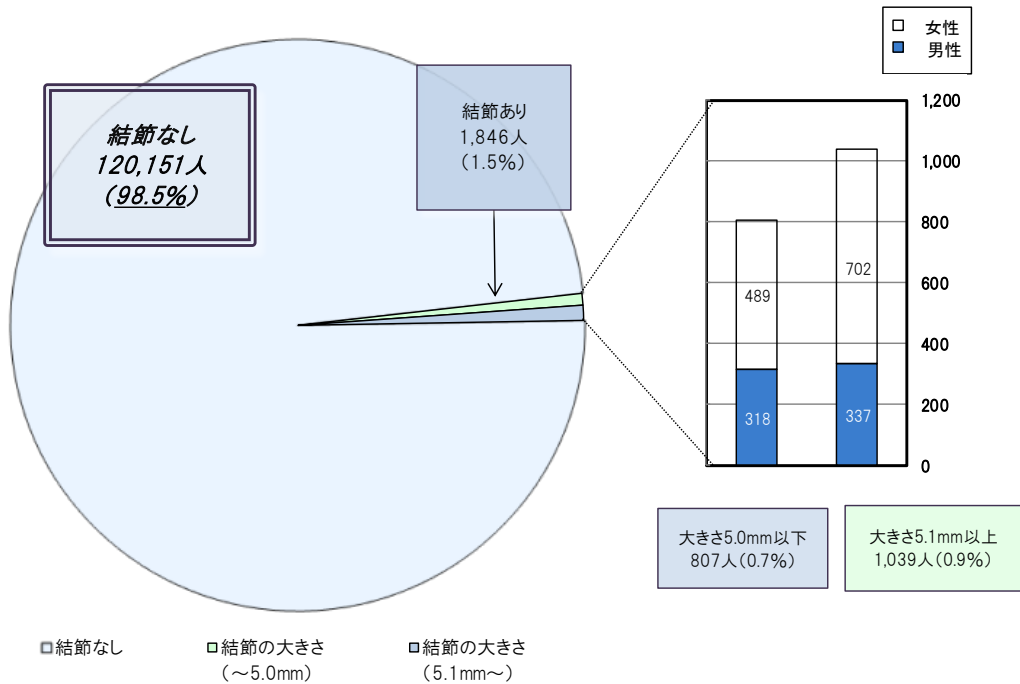 女性
男性
結節なし
120,151人
(98.5%)
結節あり
1,846人
(1.5%)
1,200
1,000
800
600
400
200
0
489
702
318
337
大きさ5.0mm以下
807人(0.7%)
大きさ5.1mm以上
1,039人(0.9%)
結節なし
結節の大きさ
(～5.0mm)
結節の大きさ
(5.1mm～)